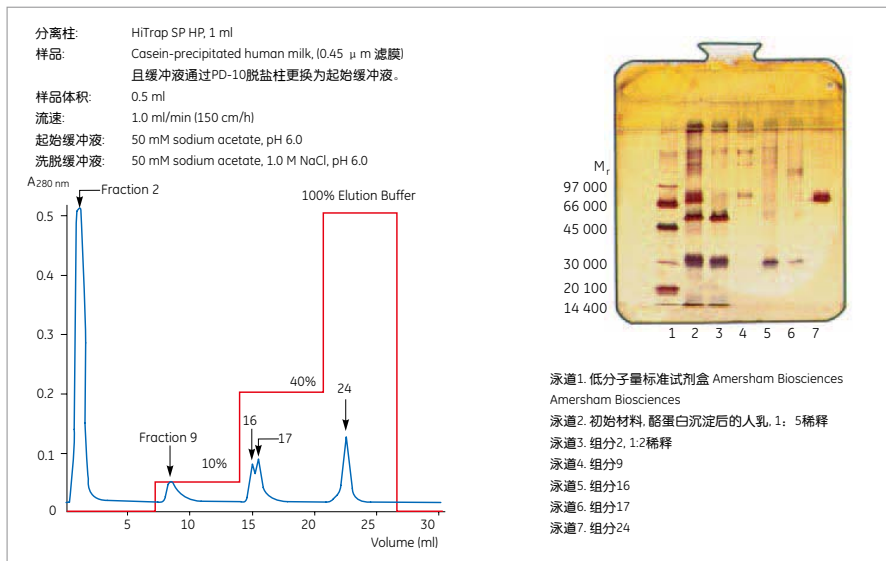 分离柱: HiTrap SP HP, 1 ml
样品: Casein-precipitated human milk, (0.45 μm 滤膜)
且缓冲液通过PD-10脱盐柱更换为起始缓冲液。
样品体积: 0.5 ml
流速: 1.0 ml/min (150 cm/h)
起始缓冲液: 50 mM sodium acetate, pH 6.0
洗脱缓冲液: 50 mM sodium acetate, 1.0 M NaCl, pH 6.0
A280 nm
Fraction 2
100% Elution Buffer
0.5
0.4
0.3
0.2
0.1
0
40%
24
16
17
Fraction 9
10%
5 10 15 20 25 30
Volume (ml)
Mr
97 000
66 000
45 000
30 000
20 100
14 400
1 2 3 4 5 6 7
泳道1. 低分子量标准试剂盒 Amersham Biosciences
Amersham Biosciences
泳道2. 初始材料, 酪蛋白沉淀后的人乳, 1: 5稀释
泳道3. 组分2, 1:2稀释
泳道4. 组分9
泳道5. 组分16
泳道6. 组分17
泳道7. 组分24